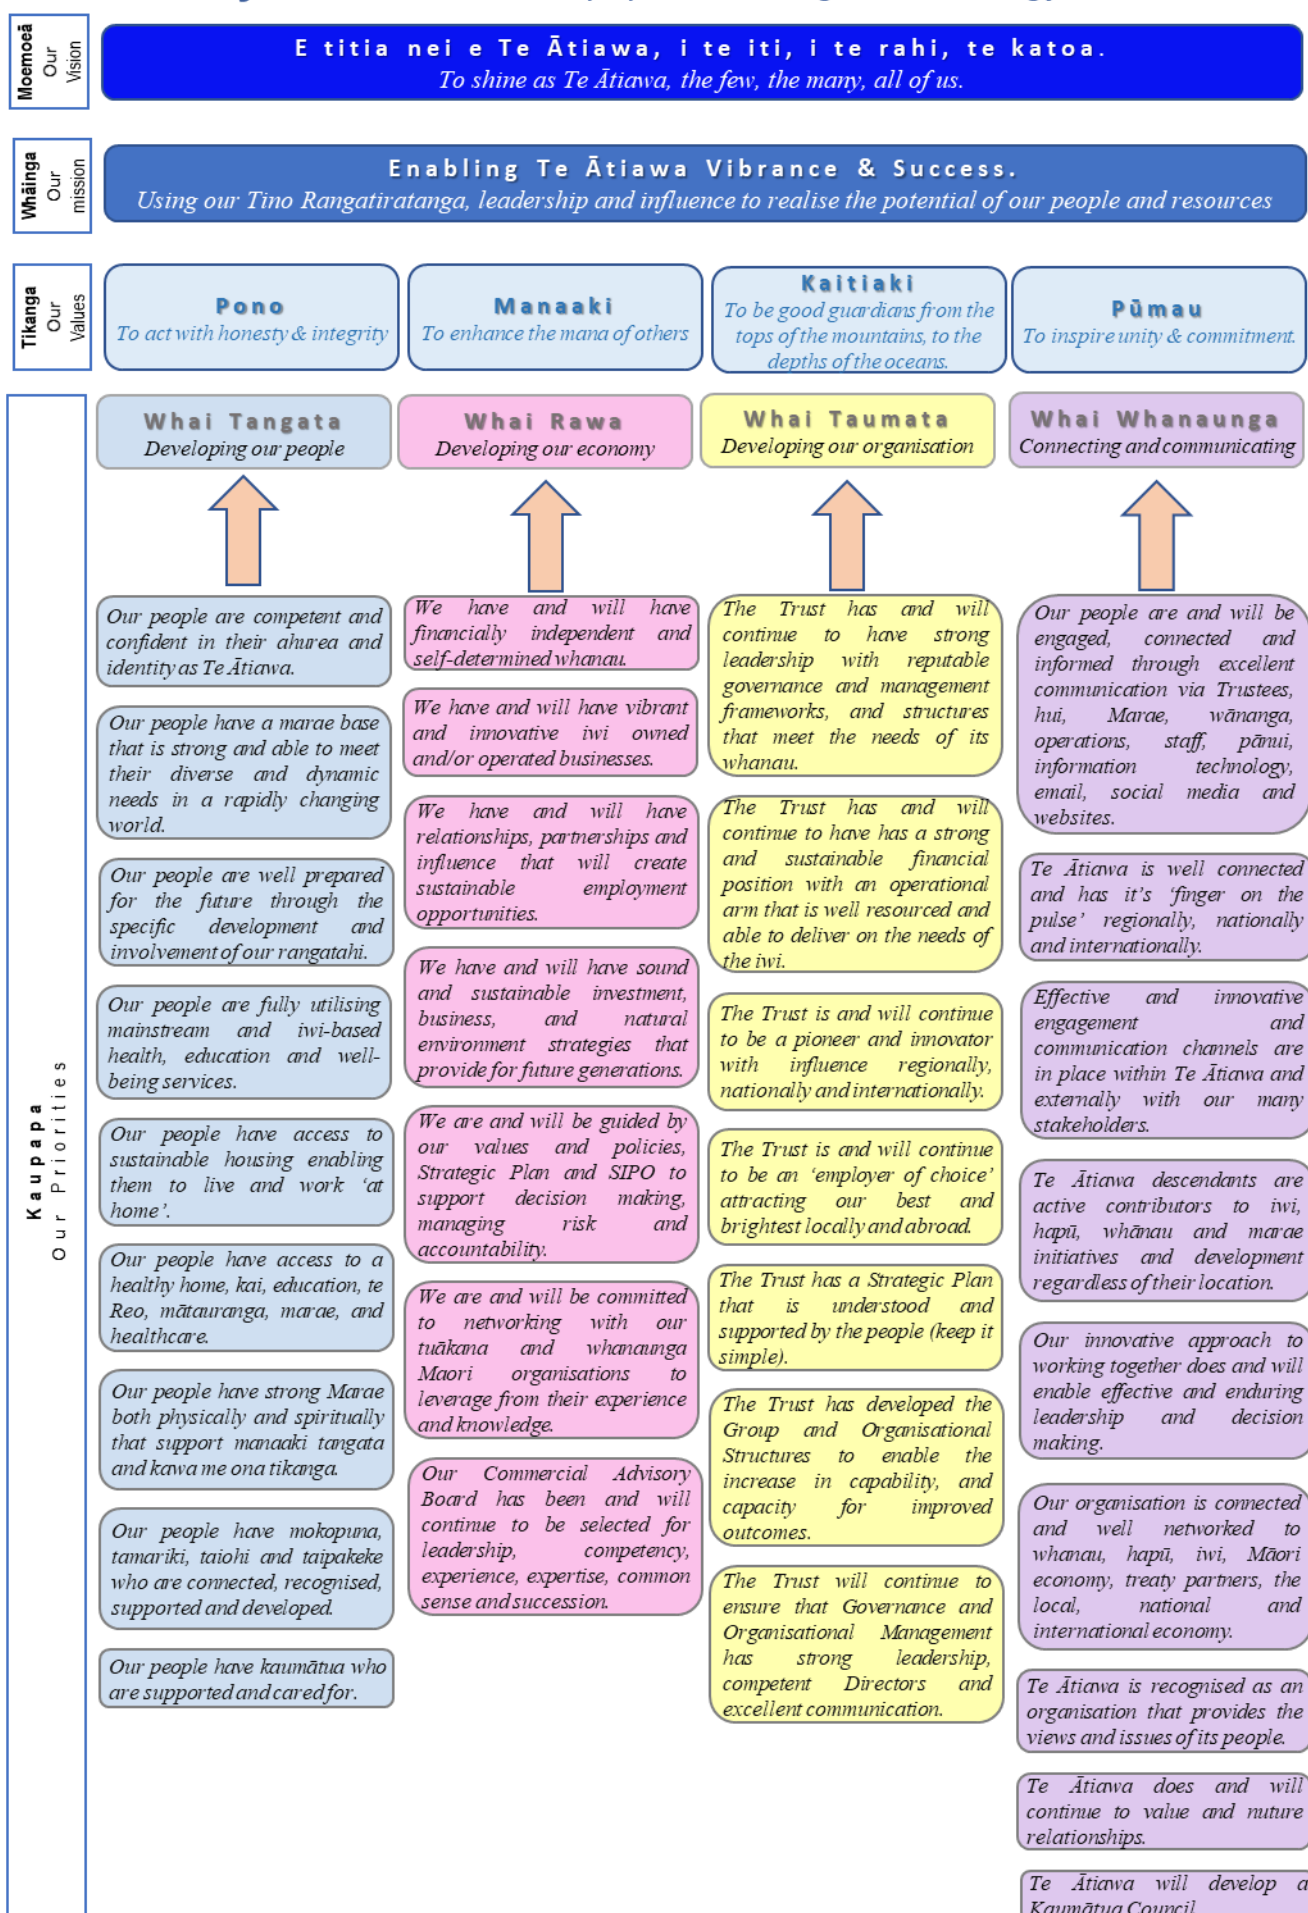 Moemoeā
Our
Vision
E titia nei e Te Ātiawa, i te iti, i te rahi, te katoa.
To shine as Te Ātiawa, the few, the many, all of us.
Whāinga
Our
mission
Enabling Te Ātiawa Vibrance & Success.
Using our Tino Rangatiratanga, leadership and influence to realise the potential of our people and resources
Tikanga
Our
Values
Pono
To act with honesty & integrity
Manaaki
To enhance the mana of others
Kaitiaki
To be good guardians from the
tops of the mountains, to the
depths of the oceans.
Pūmau
To inspire unity & commitment.
Kaupapa
Our Priorities
Whai Tangata
Developing our people
Our people are competent and
confident in their ahurea and
identity as Te Ātiawa.
Our people have a marae base
that is strong and able to meet
their diverse and dynamic
needs in a rapidly changing
world.
Our people are well prepared
for the future through the
specific development and
involvement of our rangatahi.
Our people are fully utilising
mainstream and iwi-based
health, education and well-
being services.
Our people have access to
sustainable housing enabling
them to live and work ‘at
home’.
Our people have access to a
healthy home, kai, education, te
Reo, mātauranga, marae, and
healthcare.
Our people have strong Marae
both physically and spiritually
that support manaaki tangata
and kawa me ona tikanga.
Our people have mokopuna,
tamariki, taiohi and taipakeke
who are connected, recognised,
supported and developed.
Our people have kaumātua who
are supported and cared for.
Whai Rawa
Developing our economy
We have and will have
financially independent and
self-determined whanau.
We have and will have vibrant
and innovative iwi owned
and/or operated businesses.
We have and will have
relationships, partnerships and
influence that will create
sustainable employment
opportunities.
We have and will have sound
and sustainable investment,
business, and natural
environment strategies that
provide for future generations.
We are and will be guided by
our values and policies,
Strategic Plan and SIPO to
support decision making,
managing risk and
accountability.
We are and will be committed
to networking with our
tuākana and whanaunga
Maori organisations to
leverage from their experience
and knowledge.
Our Commercial Advisory
Board has been and will
continue to be selected for
leadership, competency,
experience, expertise, common
sense and succession.
Whai Taumata
Developing our organisation
The Trust has and will
continue to have strong
leadership with reputable
governance and management
frameworks, and structures
that meet the needs of its
whanau.
The Trust has and will
continue to have has a strong
and sustainable financial
position with an operational
arm that is well resourced and
able to deliver on the needs of
the iwi.
The Trust is and will continue
to be a pioneer and innovator
with influence regionally,
nationally and internationally.
The Trust is and will continue
to be an ‘employer of choice’
attracting our best and
brightest locally and abroad.
The Trust has a Strategic Plan
that is understood and
supported by the people (keep it
simple).
The Trust has developed the
Group and Organisational
Structures to enable the
increase in capability, and
capacity for improved
outcomes.
The Trust will continue to
ensure that Governance and
Organisational Management
has strong leadership,
competent Directors and
excellent communication.
Whai Whanaunga
Connecting and communicating
Our people are and will be
engaged, connected and
informed through excellent
communication via Trustees,
hui, Marae, wānanga,
operations, staff, pānui,
information technology,
email, social media and
websites.
Te Ātiawa is well connected
and has it’s ‘finger on the
pulse’ regionally, nationally
and internationally.
Effective and innovative
engagement and
communication channels are
in place within Te Ātiawa and
externally with our many
stakeholders.
Te Ātiawa descendants are
active contributors to iwi,
hapū, whānau and marae
initiatives and development
regardless of their location.
Our innovative approach to
working together does and will
enable effective and enduring
leadership and decision
making.
Our organisation is connected
and well networked to
whanau, hapū, iwi, Māori
economy, treaty partners, the
local, national and
international economy.
Te Ātiawa is recognised as an
organisation that provides the
views and issues of its people.
Te Ātiawa does and will
continue to value and nuture
relationships.
Te Ātiawa will develop a
Kaumātua Council